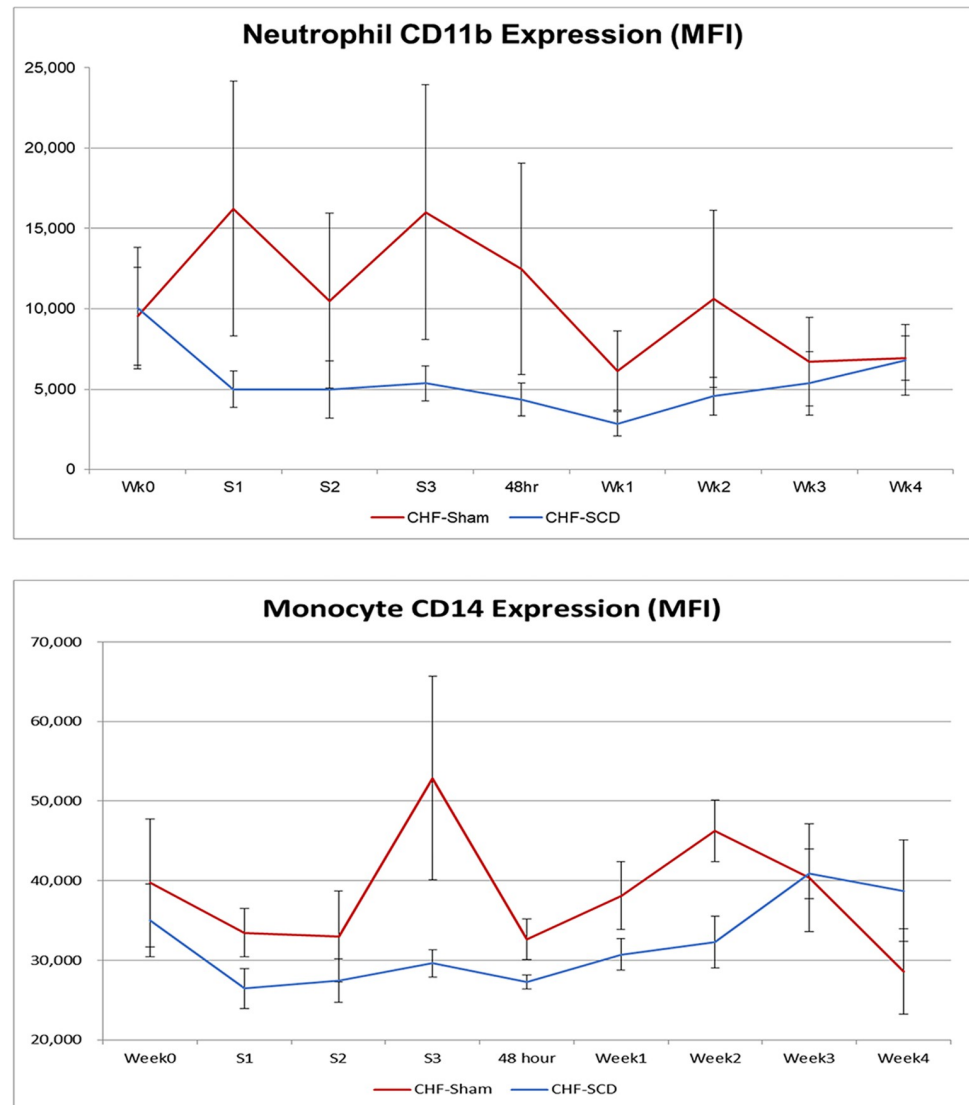 Neutrophil CD11b Expression (MFI)
25,000
20,000
15,000
10,000
5,000
0
Wk0 S1 S2 S3 48hr Wk1 Wk2 Wk3 Wk4
CHF-Sham CHF-SCD
Monocyte CD14 Expression (MFI)
70,000
60,000
50,000
40,000
30,000
20,000
Week0 S1 S2 S3 48 hour Week1 Week2 Week3 Week4
CHF-Sham CHF-SCD